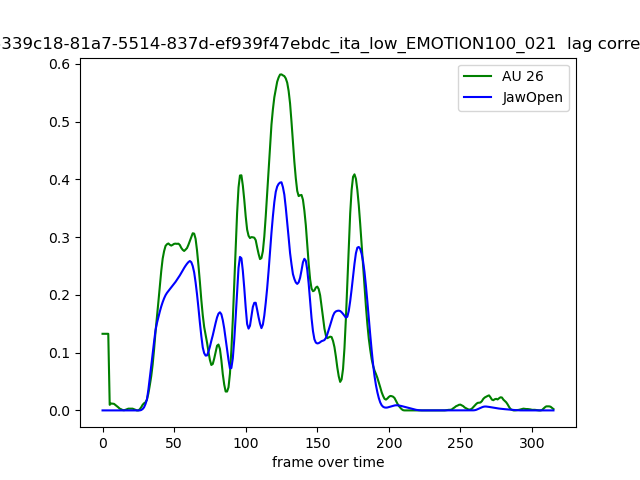 339c18-81a7-5514-837d-ef939f47ebdc_ita_low_EMOTION100_021 lag corre
AU 26
JawOpen
0.6
0.5
0.4
0.3
0.2
0.1
0.0
0 50 100 150 200 250 300
frame over time